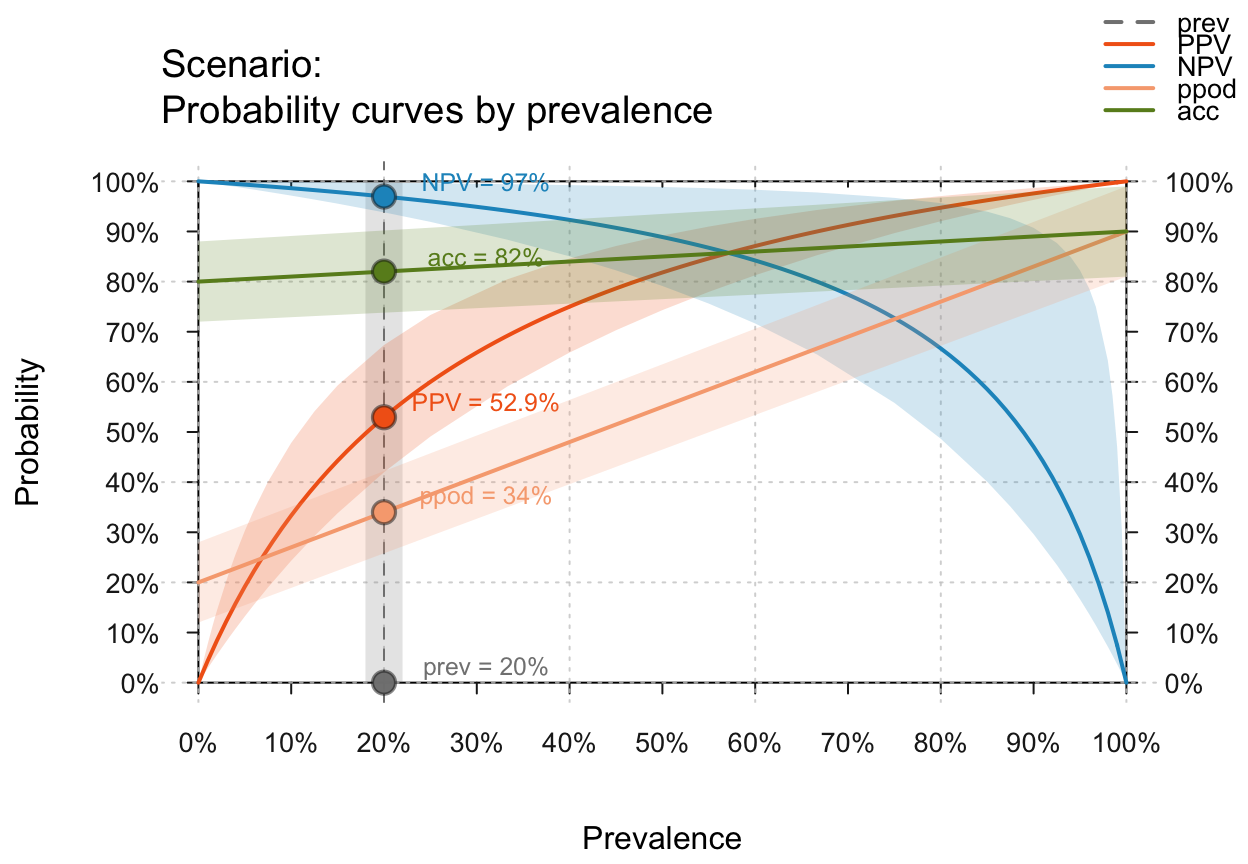 prev
PPV
NPV
ppod
acc
Scenario:
Probability curves by prevalence
100%
90%
80%
70%
60%
50%
40%
30%
20%
10%
0%
Probability
NPV = 97%
acc = 82%
PPV = 52.9%
ppod = 34%
prev = 20%
100%
90%
80%
70%
60%
50%
40%
30%
20%
10%
0%
0% 10% 20% 30% 40% 50% 60% 70% 80% 90% 100%
Prevalence